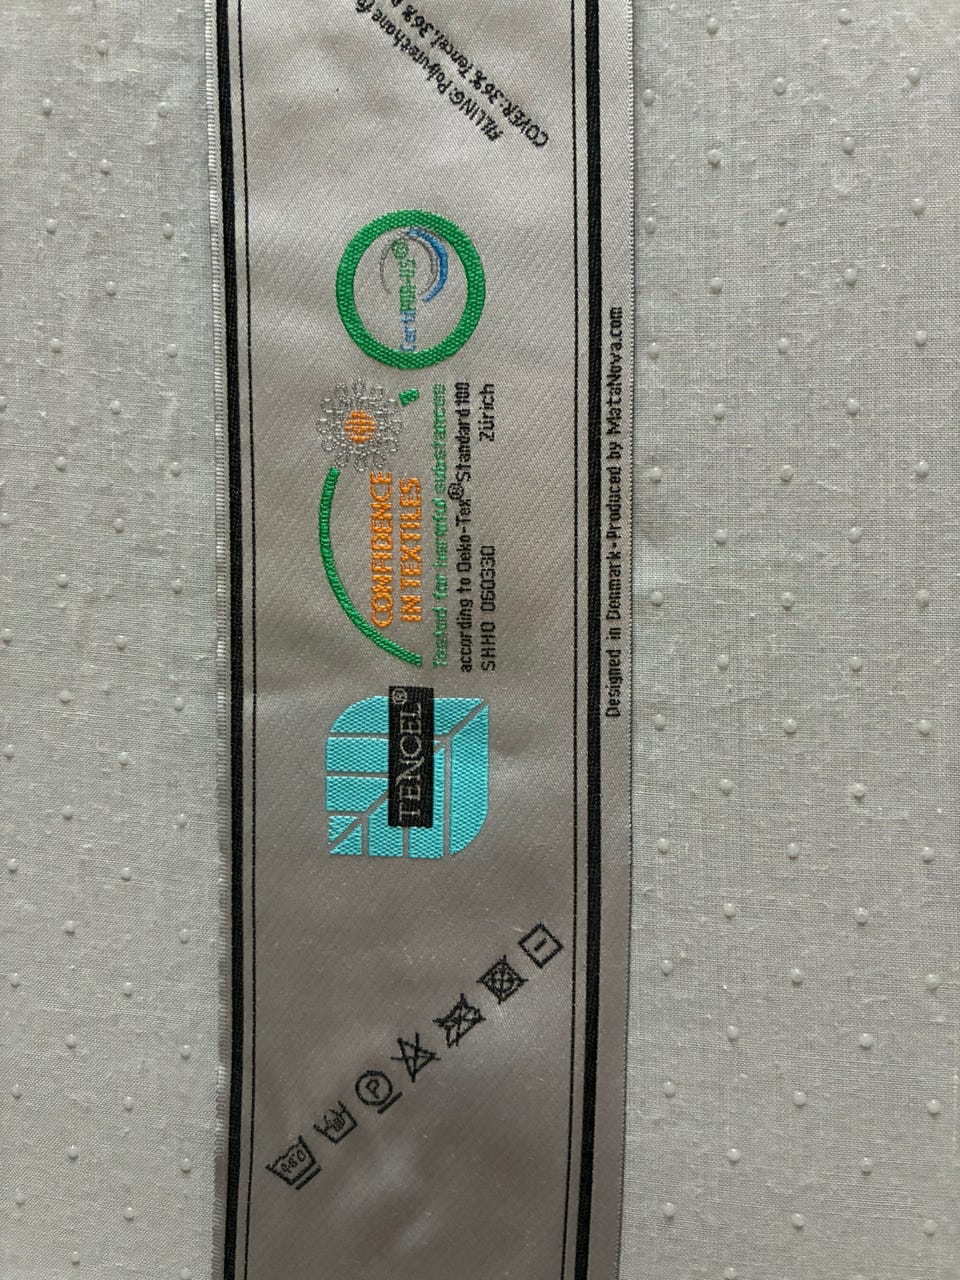 FILLING: Polyurethane
COVER: 36% Tencel, 36%
CONFIDENCE
IN TEXTILES
Tested for harmful substances
according to Oeko-Tex® Standard 100
SHHO 060330 Zürich
TENCEL®
Designed in Denmark - Produced by MataNova.com
P